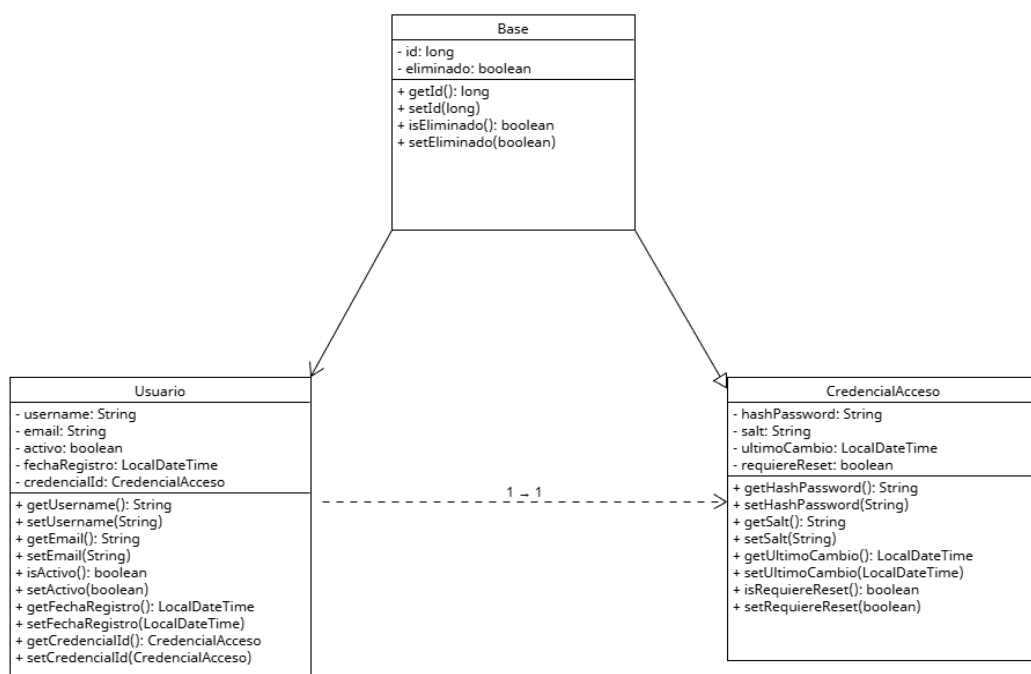 Base
- id: long
- eliminado: boolean
+ getId(): long
+ setId(long)
+ isEliminado(): boolean
+ setEliminado(boolean)
Usuario
- username: String
- email: String
- activo: boolean
- fechaRegistro: LocalDateTime
- credencialId: CredencialAcceso
+ getUsername(): String
+ setUsername(String)
+ getEmail(): String
+ setEmail(String)
+ isActivo(): boolean
+ setActivo(boolean)
+ getFechaRegistro(): LocalDateTime
+ setFechaRegistro(LocalDateTime)
+ getCredencialId(): CredencialAcceso
+ setCredencialId(CredencialAcceso)
1 → 1
CredencialAcceso
- hashPassword: String
- salt: String
- ultimoCambio: LocalDateTime
- requiereReset: boolean
+ getHashPassword(): String
+ setHashPassword(String)
+ getSalt(): String
+ setSalt(String)
+ getUltimoCambio(): LocalDateTime
+ setUltimoCambio(LocalDateTime)
+ isRequiereReset(): boolean
+ setRequiereReset(boolean)